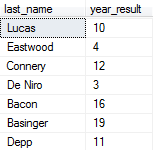 last_name year_result
Lucas 10
Eastwood 4
Connery 12
De Niro 3
Bacon 16
Basinger 19
Depp 11